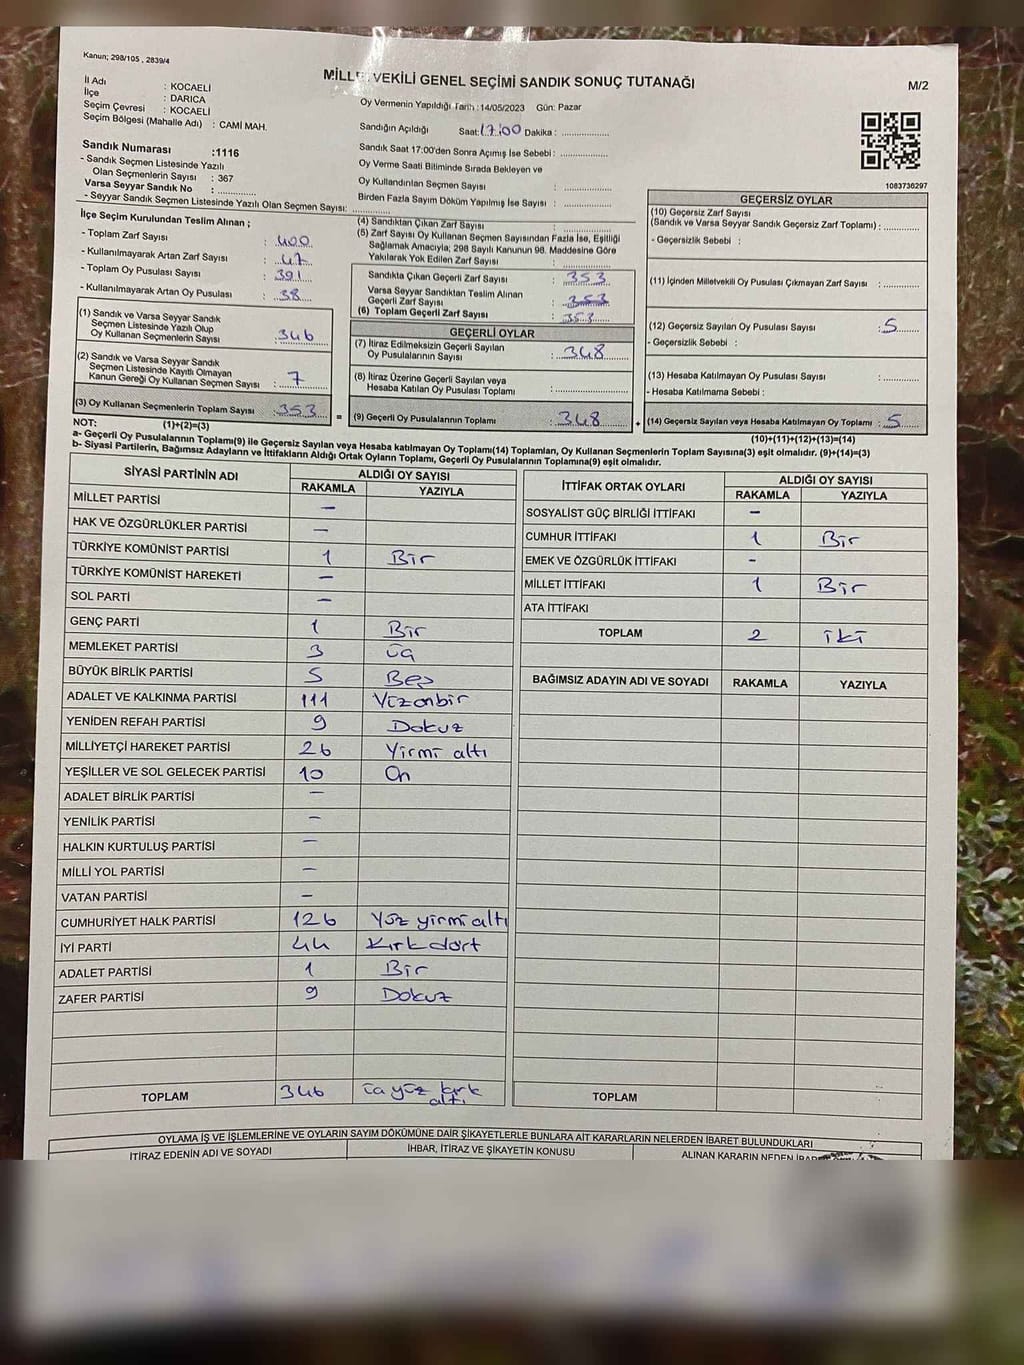 Kanun; 298/105 , 2839/4
MİLLETVEKİLİ GENEL SEÇİMİ SANDIK SONUÇ TUTANAĞI
M/2
İl Adı : KOCAELİ
İlçe : DARICA
Seçim Çevresi : KOCAELİ
Seçim Bölgesi (Mahalle Adı) : CAMİ MAH.
Sandık Numarası :1116
- Sandık Seçmen Listesinde Yazılı
Olan Seçmenlerin Sayısı : 367
Varsa Seyyar Sandık No : ..............
- Seyyar Sandık Seçmen Listesinde Yazılı Olan Seçmen Sayısı: ..............
Oy Vermenin Yapıldığı Tarih :14/05/2023 Gün: Pazar
Sandığın Açıldığı Saat: 17:00 Dakika : ..............
Sandık Saat 17:00'den Sonra Açımış İse Sebebi : ..............
Oy Verme Saati Bitiminde Sırada Bekleyen ve
Oy Kullandırılan Seçmen Sayısı : ..............
Birden Fazla Sayım Döküm Yapılmış İse Sayısı : ..............
1083736297
İlçe Seçim Kurulundan Teslim Alınan ;
- Toplam Zarf Sayısı : 400
- Kullanılmayarak Artan Zarf Sayısı : 47
- Toplam Oy Pusulası Sayısı : 391
- Kullanılmayarak Artan Oy Pusulası : 38
(1) Sandık ve Varsa Seyyar Sandık
Seçmen Listesinde Yazılı Olup
Oy Kullanan Seçmenlerin Sayısı : 346
(2) Sandık ve Varsa Seyyar Sandık
Seçmen Listesinde Kayıtlı Olmayan
Kanun Gereği Oy Kullanan Seçmen Sayısı : 7
(3) Oy Kullanan Seçmenlerin Toplam Sayısı : 353 =
(1)+(2)=(3)
(4) Sandıktan Çıkan Zarf Sayısı : ..............
(5) Zarf Sayısı Oy Kullanan Seçmen Sayısından Fazla İse, Eşitliği
Sağlamak Amacıyla; 298 Sayılı Kanunun 98. Maddesine Göre
Yakılarak Yok Edilen Zarf Sayısı : ..............
Sandıkta Çıkan Geçerli Zarf Sayısı : 353
Varsa Seyyar Sandıktan Teslim Alınan
Geçerli Zarf Sayısı : 353
(6) Toplam Geçerli Zarf Sayısı : 353
GEÇERLİ OYLAR
(7) İtiraz Edilmeksizin Geçerli Sayılan
Oy Pusulalarının Sayısı : 348
(8) İtiraz Üzerine Geçerli Sayılan veya
Hesaba Katılan Oy Pusulası Toplamı : ..............
(9) Geçerli Oy Pusulalarının Toplamı : 348 +
GEÇERSİZ OYLAR
(10) Geçersiz Zarf Sayısı
(Sandık ve Varsa Seyyar Sandık Geçersiz Zarf Toplamı) : ..............
- Geçersizlik Sebebi :
(11) İçinden Milletvekili Oy Pusulası Çıkmayan Zarf Sayısı : ..............
(12) Geçersiz Sayılan Oy Pusulası Sayısı : 5
- Geçersizlik Sebebi :
(13) Hesaba Katılmayan Oy Pusulası Sayısı : ..............
- Hesaba Katılmama Sebebi :
(14) Geçersiz Sayılan veya Hesaba Katılmayan Oy Toplamı : 5
(10)+(11)+(12)+(13)=(14)
NOT:
a- Geçerli Oy Pusulalarının Toplamı(9) ile Geçersiz Sayılan veya Hesaba katılmayan Oy Toplamı(14) Toplamları, Oy Kullanan Seçmenlerin Toplam Sayısına(3) eşit olmalıdır. (9)+(14)=(3)
b- Siyasi Partilerin, Bağımsız Adayların ve İttifakların Aldığı Ortak Oyların Toplamı, Geçerli Oy Pusulalarının Toplamına(9) eşit olmalıdır.
SİYASİ PARTİNİN ADI ALDIĞI OY SAYISI
RAKAMLA YAZIYLA
MİLLET PARTİSİ –
HAK VE ÖZGÜRLÜKLER PARTİSİ –
TÜRKİYE KOMÜNİST PARTİSİ 1 Bir
TÜRKİYE KOMÜNİST HAREKETİ –
SOL PARTİ –
GENÇ PARTİ 1 Bir
MEMLEKET PARTİSİ 3 Üç
BÜYÜK BİRLİK PARTİSİ 5 Beş
ADALET VE KALKINMA PARTİSİ 111 Yüzonbir
YENİDEN REFAH PARTİSİ 9 Dokuz
MİLLİYETÇİ HAREKET PARTİSİ 26 Yirmi altı
YEŞİLLER VE SOL GELECEK PARTİSİ 10 On
ADALET BİRLİK PARTİSİ –
YENİLİK PARTİSİ –
HALKIN KURTULUŞ PARTİSİ –
MİLLİ YOL PARTİSİ –
VATAN PARTİSİ –
CUMHURİYET HALK PARTİSİ 126 Yüz yirmi altı
İYİ PARTİ 44 Kırk dört
ADALET PARTİSİ 1 Bir
ZAFER PARTİSİ 9 Dokuz
TOPLAM 346 üç yüz kırk
altı
İTTİFAK ORTAK OYLARI ALDIĞI OY SAYISI
RAKAMLA YAZIYLA
SOSYALİST GÜÇ BİRLİĞİ İTTİFAKI –
CUMHUR İTTİFAKI 1 Bir
EMEK VE ÖZGÜRLÜK İTTİFAKI –
MİLLET İTTİFAKI 1 Bir
ATA İTTİFAKI
TOPLAM 2 iki
BAĞIMSIZ ADAYIN ADI VE SOYADI RAKAMLA YAZIYLA
TOPLAM
OYLAMA İŞ VE İŞLEMLERİNE VE OYLARIN SAYIM DÖKÜMÜNE DAİR ŞİKAYETLERLE BUNLARA AİT KARARLARIN NELERDEN İBARET BULUNDUKLARI
İTİRAZ EDENİN ADI VE SOYADI İHBAR, İTİRAZ VE ŞİKAYETİN KONUSU ALINAN KARARIN NEDEN